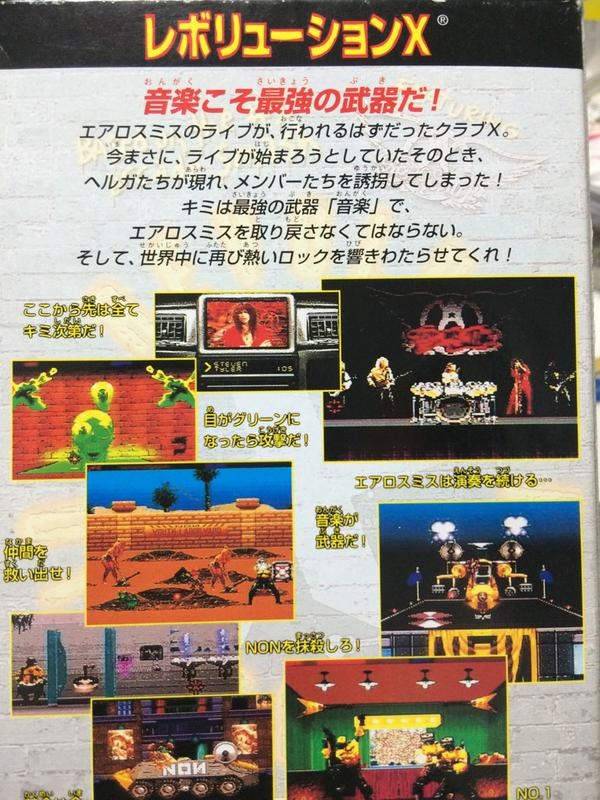 レボリューションX®
音楽こそ最強の武器だ！
エアロスミスのライブが、行われるはずだったクラブX。
今まさに、ライブが始まろうとしていたそのとき、
ヘルガたちが現れ、メンバーたちを誘拐してしまった！
キミは最強の武器「音楽」で、
エアロスミスを取り戻さなくてはならない。
そして、世界中に再び熱いロックを響きわたらせてくれ！
ここから先は全て
キミ次第だ！
STEVEN
TYLER 105
目がグリーンに
なったら攻撃だ！
エアロスミスは演奏を続ける…
音楽が
武器だ！
仲間を
救い出せ！
NONを抹殺しろ！
NON
NO.1